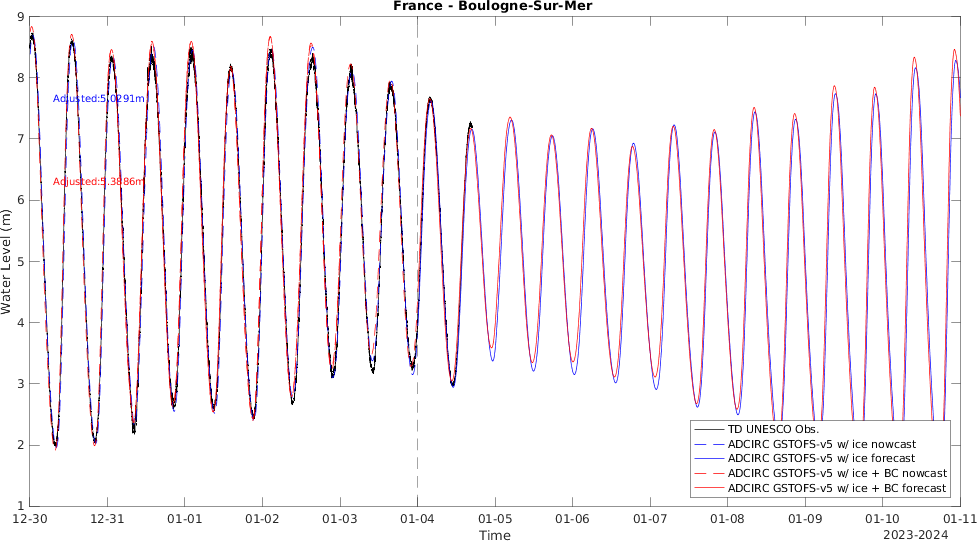 France - Boulogne-Sur-Mer
9
8
7
6
5
4
3
2
1
Water Level (m)
Adjusted:5.0291m
Adjusted:5.3886m
TD UNESCO Obs.
ADCIRC GSTOFS-v5 w/ ice nowcast
ADCIRC GSTOFS-v5 w/ ice forecast
ADCIRC GSTOFS-v5 w/ ice + BC nowcast
ADCIRC GSTOFS-v5 w/ ice + BC forecast
12-30 12-31 01-01 01-02 01-03 01-04 01-05 01-06 01-07 01-08 01-09 01-10 01-11
Time
2023-2024